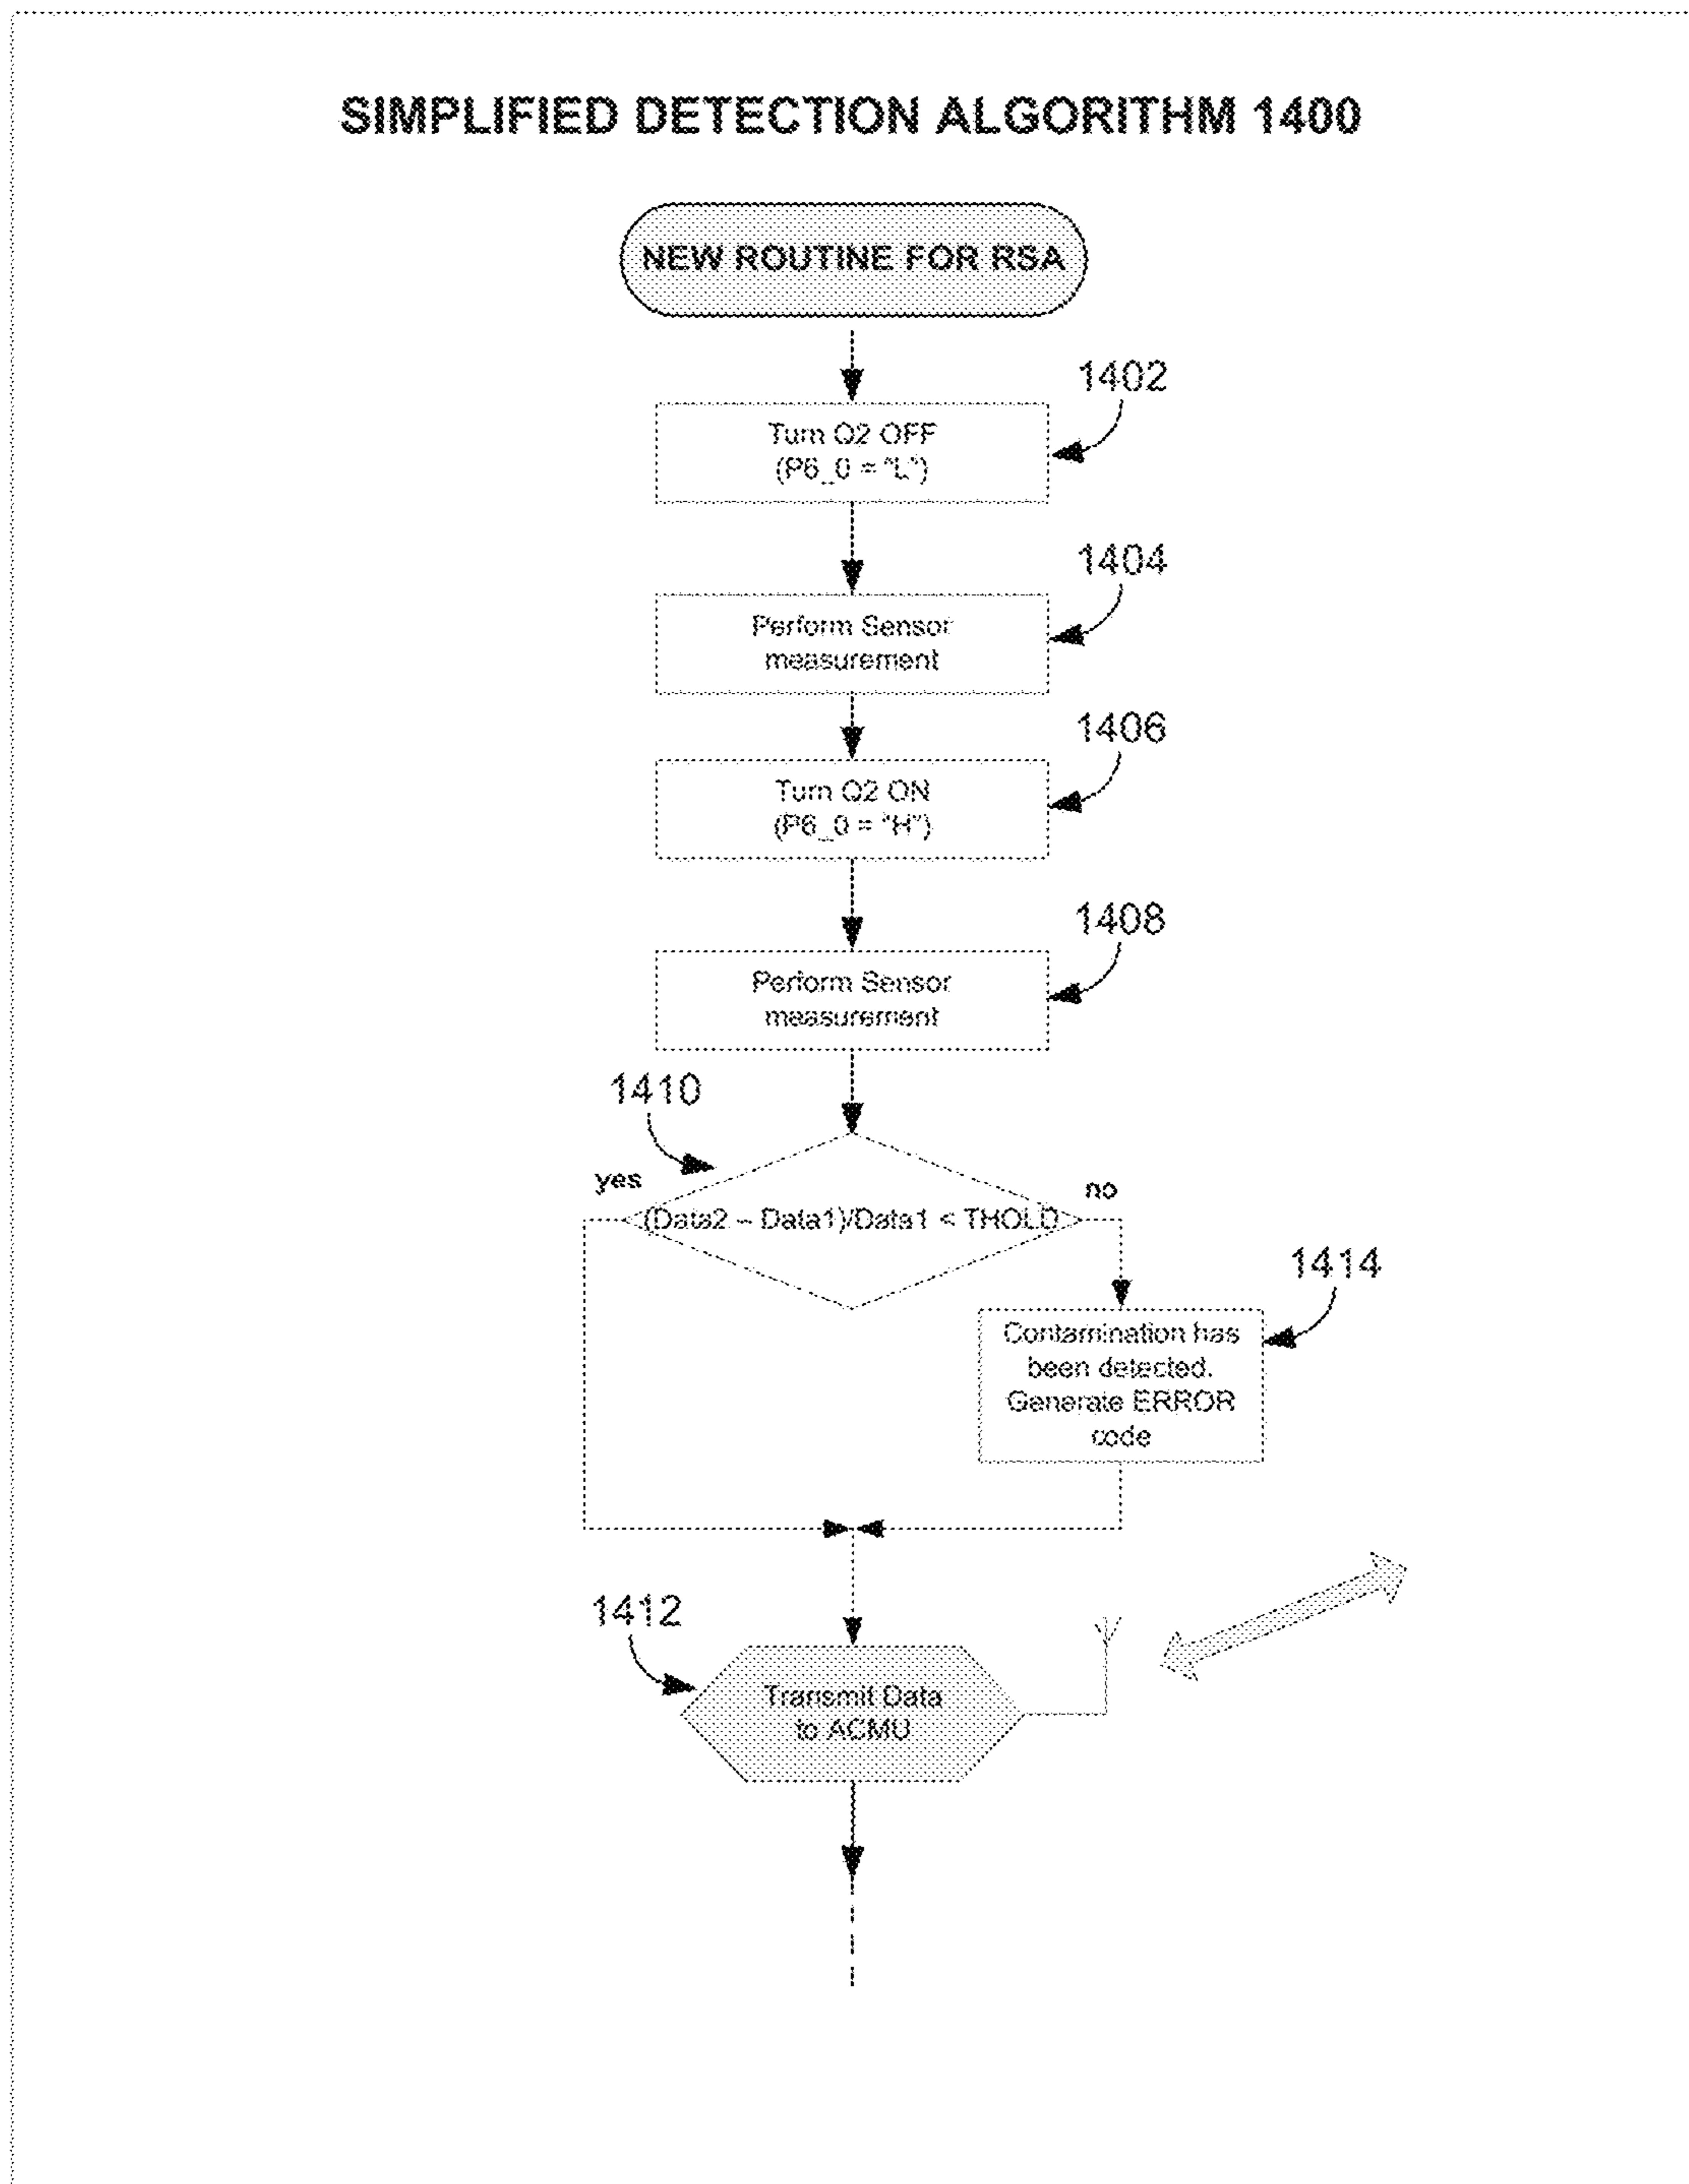 SIMPLIFIED DETECTION ALGORITHM 1400
NEW ROUTINE FOR RSA
1402
Turn Q2 OFF
(P6_0 = "L")
1404
Perform Sensor
measurement
1406
Turn Q2 ON
(P6_0 = "H")
1408
Perform Sensor
measurement
1410
yes
no
(Data2 – Data1)/Data1 < THOLD
1414
Contamination has
been detected.
Generate ERROR
code
1412
Transmit Data
to ACMU